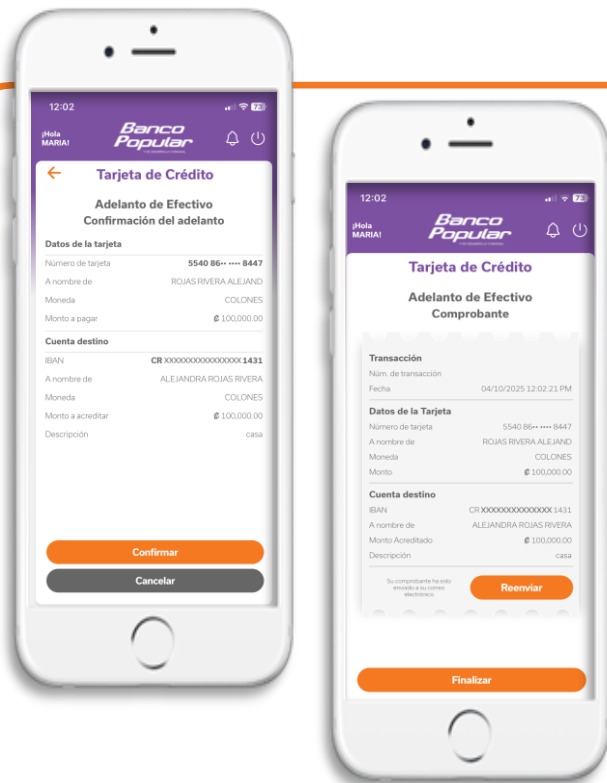 12:02
73
¡Hola
MARIA!
Banco
Popular
Tarjeta de Crédito
Adelanto de Efectivo
Confirmación del adelanto
Datos de la tarjeta
Número de tarjeta 5540 86•• •••• 8447
A nombre de ROJAS RIVERA ALEJAND
Moneda COLONES
Monto a pagar ₡ 100,000.00
Cuenta destino
IBAN CR XXXXXXXXXXXXXXXX 1431
A nombre de ALEJANDRA ROJAS RIVERA
Moneda COLONES
Monto a acreditar ₡ 100,000.00
Descripción casa
Confirmar
Cancelar
12:02
73
¡Hola
MARIA!
Banco
Popular
Tarjeta de Crédito
Adelanto de Efectivo
Comprobante
Transacción
Núm. de transacción
Fecha 04/10/2025 12:02:21 PM
Datos de la Tarjeta
Número de tarjeta 5540 86•• •••• 8447
A nombre de ROJAS RIVERA ALEJAND
Moneda COLONES
Monto ₡ 100,000.00
Cuenta destino
IBAN CR XXXXXXXXXXXXXX 1431
A nombre de ALEJANDRA ROJAS RIVERA
Monto Acreditado ₡ 100,000.00
Descripción casa
Su comprobante ha sido
enviado a su correo
electrónico.
Reenviar
Finalizar